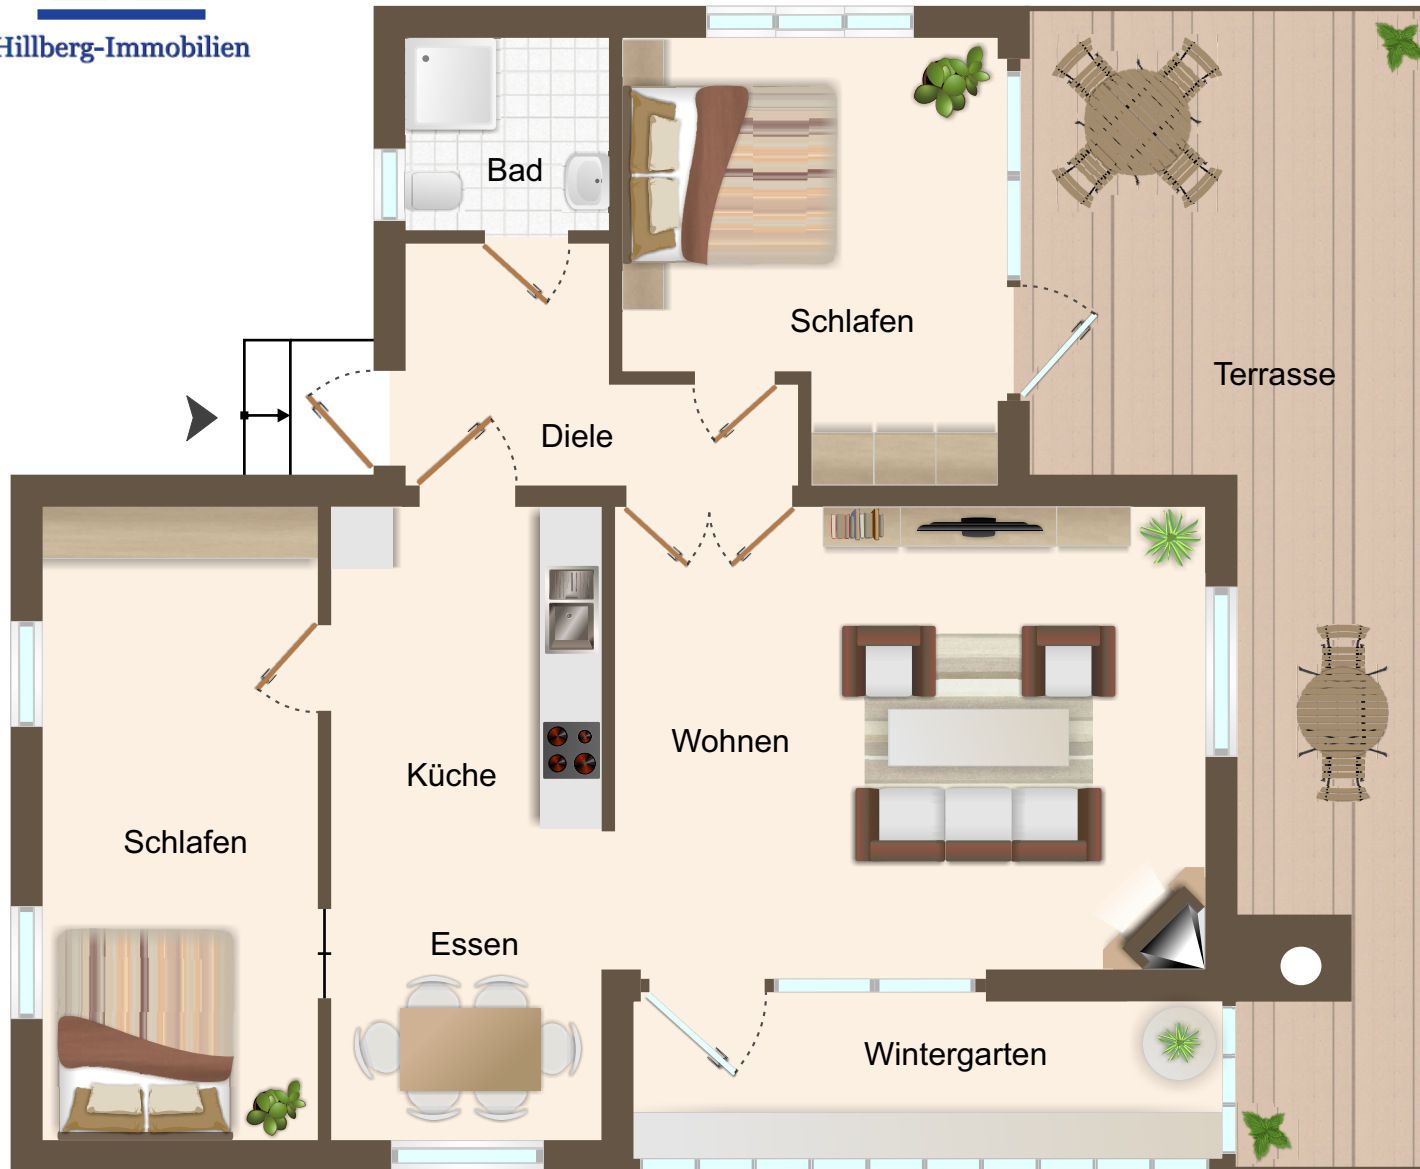 Hillberg-Immobilien
Bad
Schlafen
Terrasse
Diele
Wohnen
Küche
Schlafen
Essen
Wintergarten